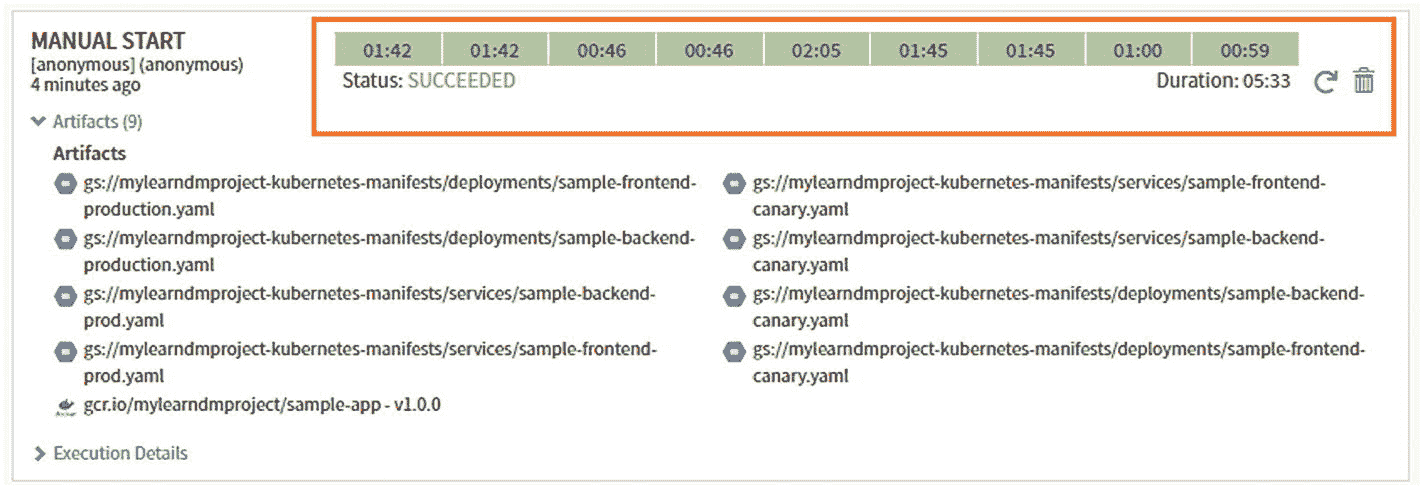 MANUAL START
[anonymous] (anonymous)
4 minutes ago
01:42 01:42 00:46 00:46 02:05 01:45 01:45 01:00 00:59
Status: SUCCEEDED Duration: 05:33
Artifacts (9)
Artifacts
gs://mylearndmproject-kubernetes-manifests/deployments/sample-frontend-
production.yaml
gs://mylearndmproject-kubernetes-manifests/deployments/sample-backend-
production.yaml
gs://mylearndmproject-kubernetes-manifests/services/sample-backend-
prod.yaml
gs://mylearndmproject-kubernetes-manifests/services/sample-frontend-
prod.yaml
gcr.io/mylearndmproject/sample-app - v1.0.0
gs://mylearndmproject-kubernetes-manifests/services/sample-frontend-
canary.yaml
gs://mylearndmproject-kubernetes-manifests/services/sample-backend-
canary.yaml
gs://mylearndmproject-kubernetes-manifests/deployments/sample-backend-
canary.yaml
gs://mylearndmproject-kubernetes-manifests/deployments/sample-frontend-
canary.yaml
Execution Details